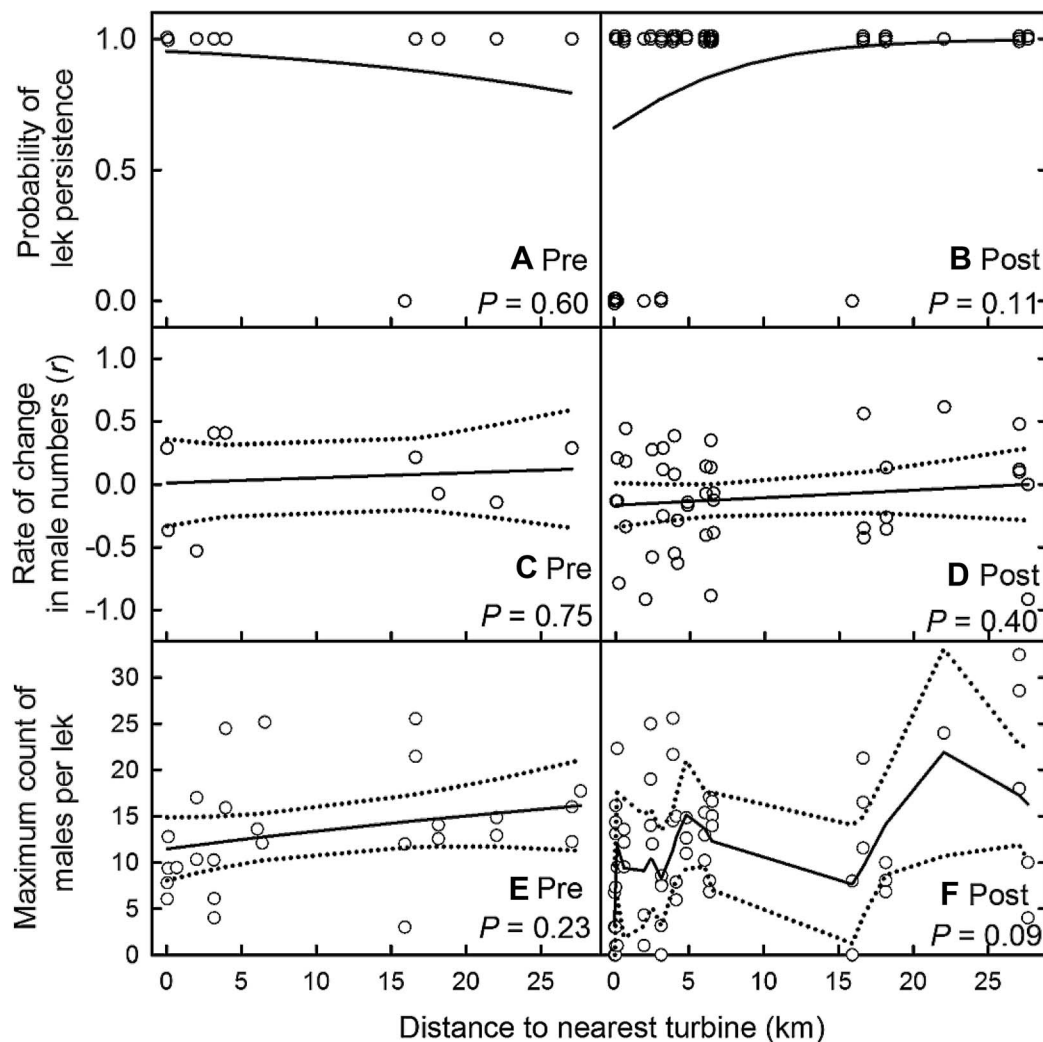 Probability of
lek persistence
1.0
0.5
0.0
A Pre
P = 0.60
B Post
P = 0.11
Rate of change
in male numbers (r)
1.0
0.5
0.0
-0.5
-1.0
C Pre
P = 0.75
D Post
P = 0.40
Maximum count of
males per lek
30
25
20
15
10
5
0
E Pre
P = 0.23
F Post
P = 0.09
0 5 10 15 20 25 0 5 10 15 20 25
Distance to nearest turbine (km)